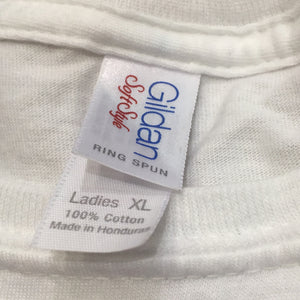 Gildan
SoftStyle
RING SPUN
Ladies XL
100% Cotton
Made in Honduras